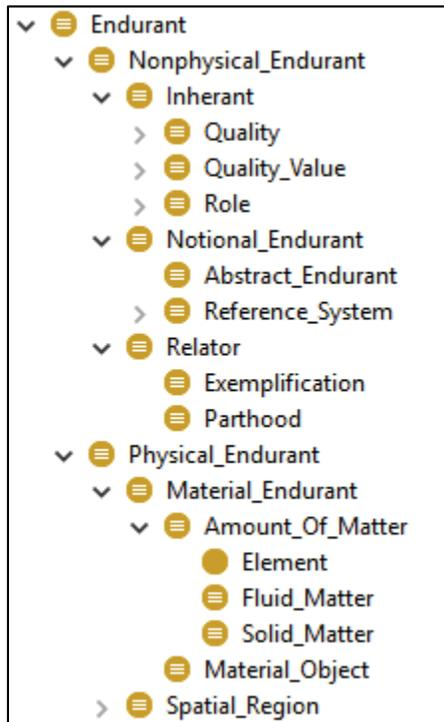 Endurant
Nonphysical_Endurant
Inherant
Quality
Quality_Value
Role
Notional_Endurant
Abstract_Endurant
Reference_System
Relator
Exemplification
Parthood
Physical_Endurant
Material_Endurant
Amount_Of_Matter
Element
Fluid_Matter
Solid_Matter
Material_Object
Spatial_Region